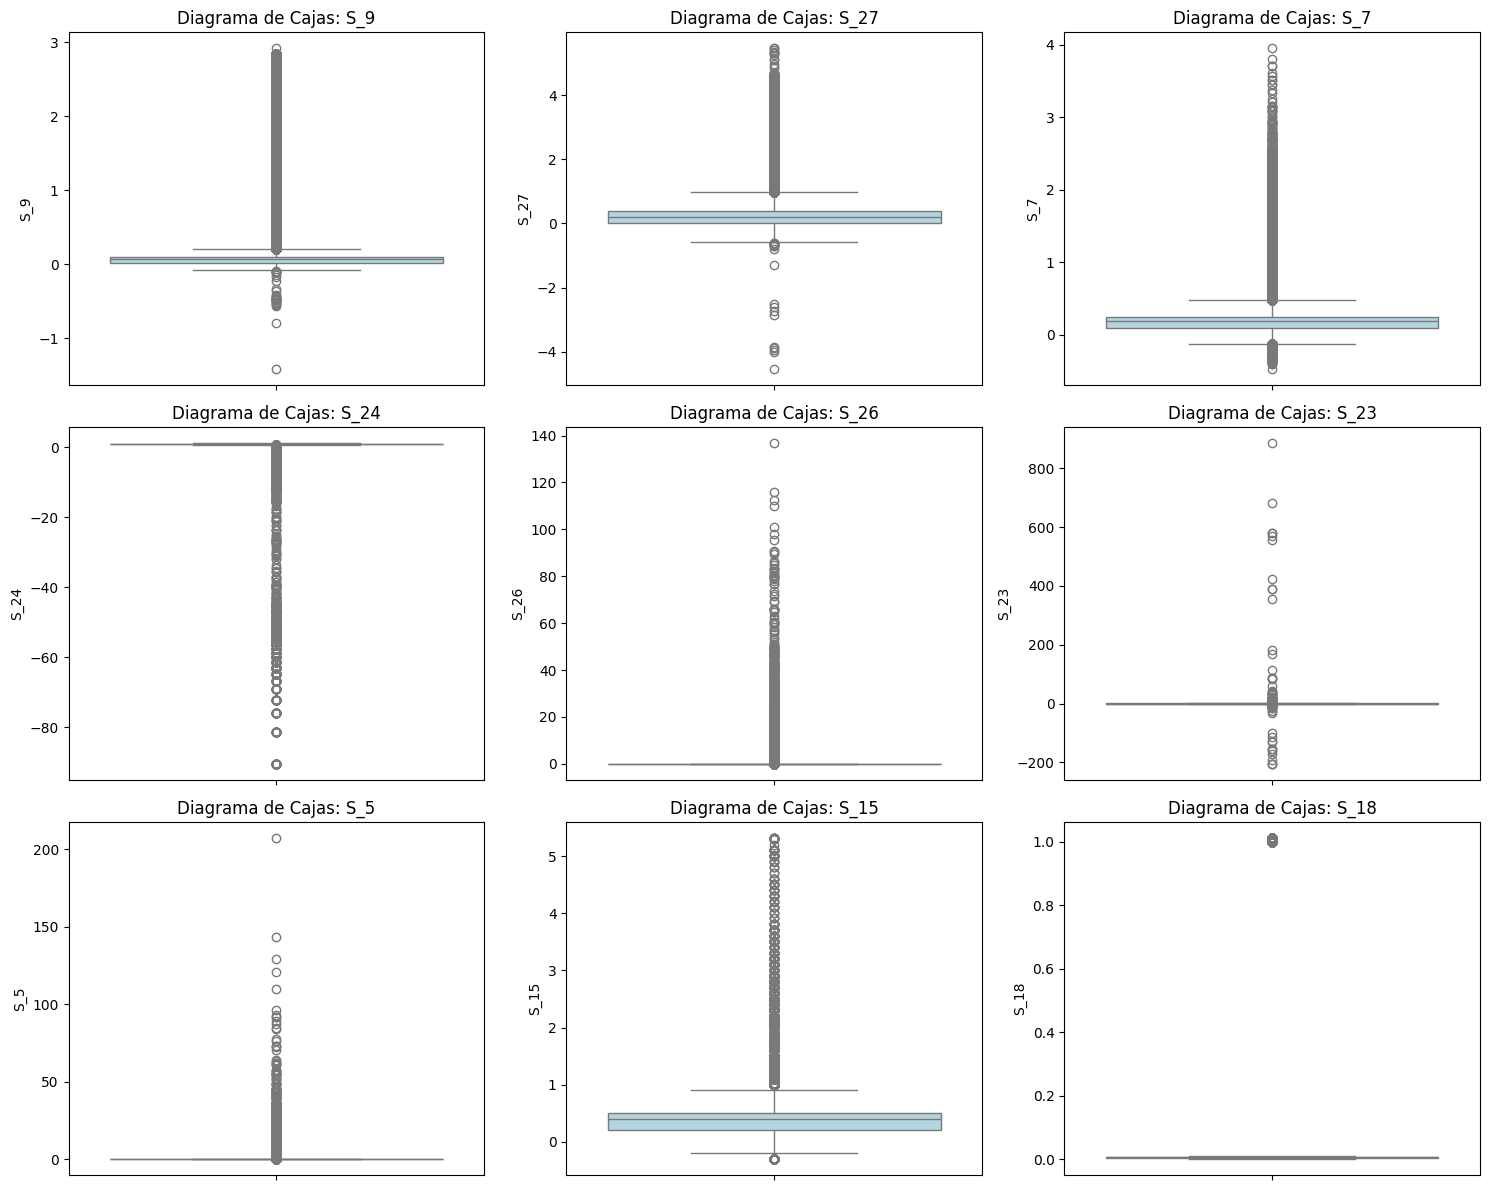 Diagrama de Cajas: S_9
3
2
1
0
−1
S_9
Diagrama de Cajas: S_27
4
2
0
−2
−4
S_27
Diagrama de Cajas: S_7
4
3
2
1
0
S_7
Diagrama de Cajas: S_24
0
−20
−40
−60
−80
S_24
Diagrama de Cajas: S_26
140
120
100
80
60
40
20
0
S_26
Diagrama de Cajas: S_23
800
600
400
200
0
−200
S_23
Diagrama de Cajas: S_5
200
150
100
50
0
S_5
Diagrama de Cajas: S_15
5
4
3
2
1
0
S_15
Diagrama de Cajas: S_18
1.0
0.8
0.6
0.4
0.2
0.0
S_18